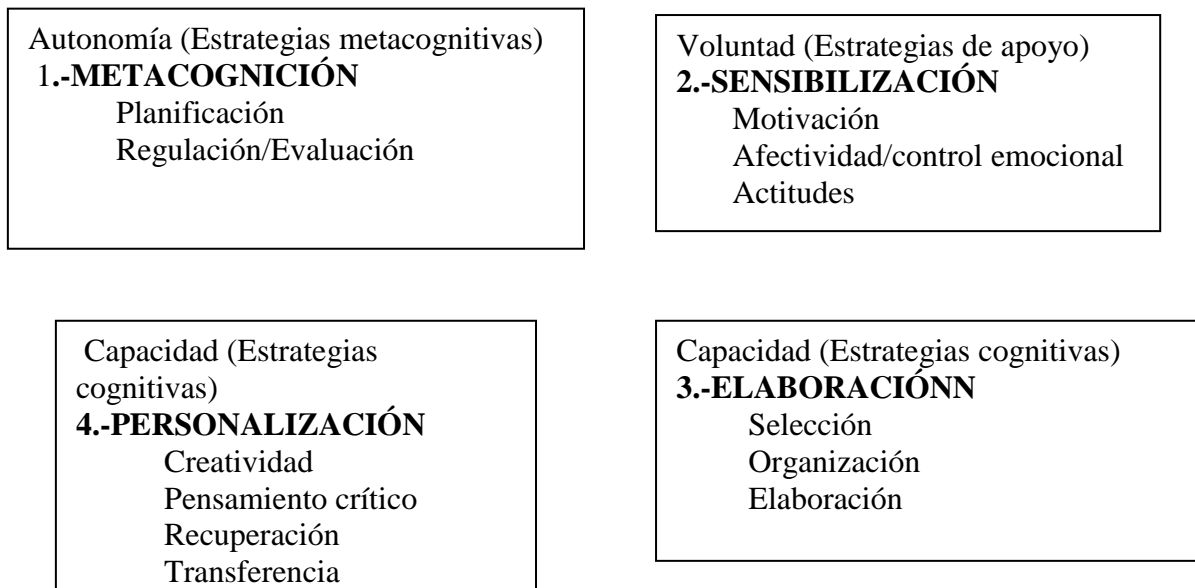 Autonomía (Estrategias metacognitivas)
1.-METACOGNICIÓN
Planificación
Regulación/Evaluación
Voluntad (Estrategias de apoyo)
2.-SENSIBILIZACIÓN
Motivación
Afectividad/control emocional
Actitudes
Capacidad (Estrategias
cognitivas)
4.-PERSONALIZACIÓN
Creatividad
Pensamiento crítico
Recuperación
Transferencia
Capacidad (Estrategias cognitivas)
3.-ELABORACIÓNN
Selección
Organización
Elaboración